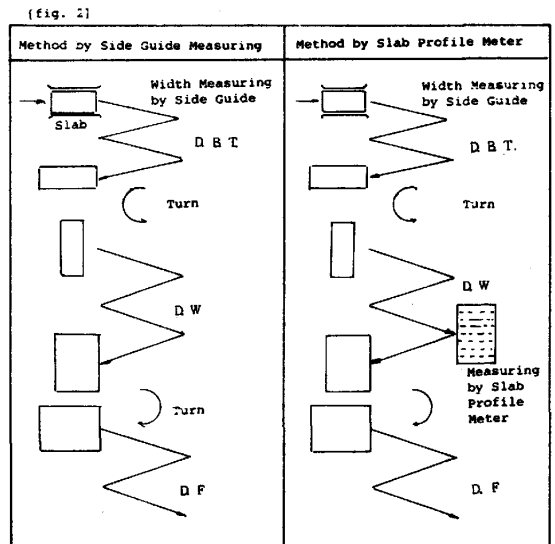 [fig. 2]
Method by Side Guide Measuring
Width Measuring
by Side Guide
Slab
D. B. T.
Turn
D. W
Turn
D. F
Method by Slab Profile Meter
Width Measuring
by Side Guide
D. B. T.
Turn
D. W
Measuring
by Slab
Profile
Meter
D. F